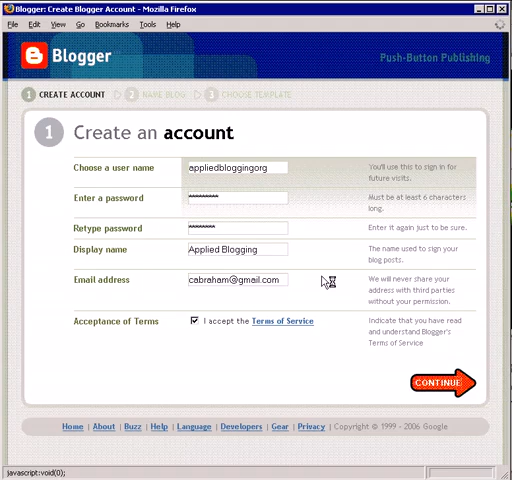 Blogger: Create Blogger Account - Mozilla Firefox
File Edit View Go Bookmarks Tools Help
Blogger
Push-Button Publishing
1 CREATE ACCOUNT 2 NAME BLOG 3 CHOOSE TEMPLATE
1 Create an account
Choose a user name
appliedbloggingorg
You'll use this to sign in for
future visits.
Enter a password
*********
Must be at least 6 characters
long.
Retype password
********
Enter it again just to be sure.
Display name
Applied Blogging
The name used to sign your
blog posts.
Email address
cabraham@gmail.com
We will never share your
address with third parties
without your permission.
Acceptance of Terms
I accept the Terms of Service
Indicate that you have read
and understand Blogger's
Terms of Service
CONTINUE
Home | About | Buzz | Help | Language | Developers | Gear | Privacy | Copyright © 1999 - 2006 Google
javascript:void(0);